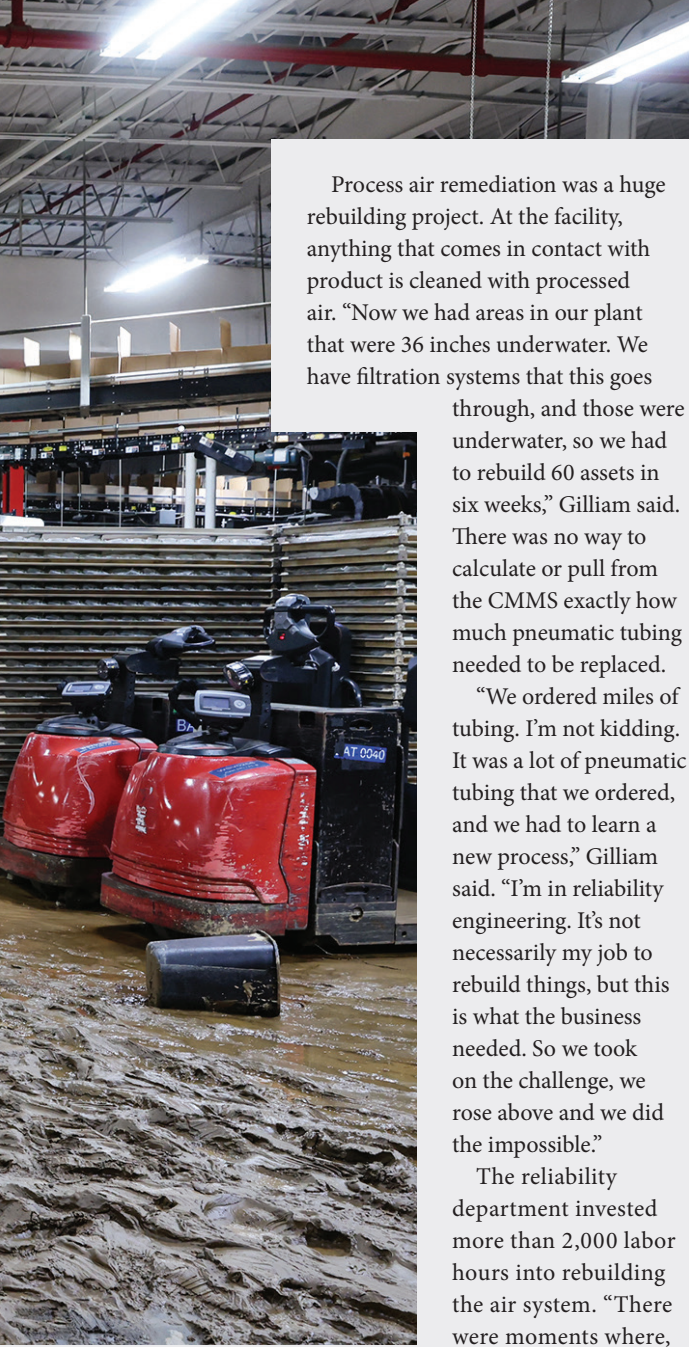 Process air remediation was a huge
rebuilding project. At the facility,
anything that comes in contact with
product is cleaned with processed
air. “Now we had areas in our plant
that were 36 inches underwater. We
have filtration systems that this goes
through, and those were
underwater, so we had
to rebuild 60 assets in
six weeks,” Gilliam said.
There was no way to
calculate or pull from
the CMMS exactly how
much pneumatic tubing
needed to be replaced.
“We ordered miles of
tubing. I’m not kidding.
It was a lot of pneumatic
tubing that we ordered,
and we had to learn a
new process,” Gilliam
said. “I’m in reliability
engineering. It’s not
necessarily my job to
rebuild things, but this
is what the business
needed. So we took
on the challenge, we
rose above and we did
the impossible.”
The reliability
department invested
more than 2,000 labor
hours into rebuilding
the air system. “There
were moments where,
AT 0040